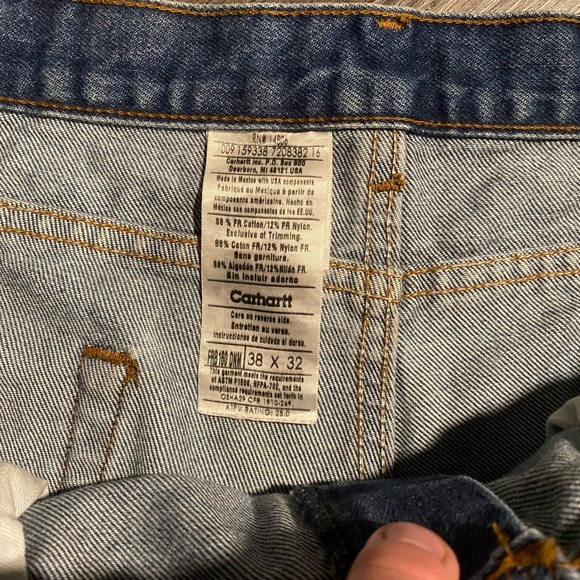 RN# 14806
1009 159338 7208382 16
Carhartt Inc. P.O. Box 600
Dearborn, MI 48121 USA
Made in Mexico with USA components.
Fabriqué au Mexique à partir de
composants américains. Hecho en
México con componentes de los EE.UU.
88 % FR Cotton/12% FR Nylon.
Exclusive of Trimming.
88% Coton FR/12% Nylon FR.
Sans garniture.
88% Algodón FR/12% Nilón FR.
Sin incluir adorno
Carhartt
Care on reverse side.
Entretien au verso.
Instrucciones de cuidado al dorso.
FRB160 DNM 38 X 32
This garment meets the requirements
of ASTM F1506, NFPA-70E, and the
compliance requirements set forth in
OSHA29 CFR 1910-269.
ATPV RATING: 25.0